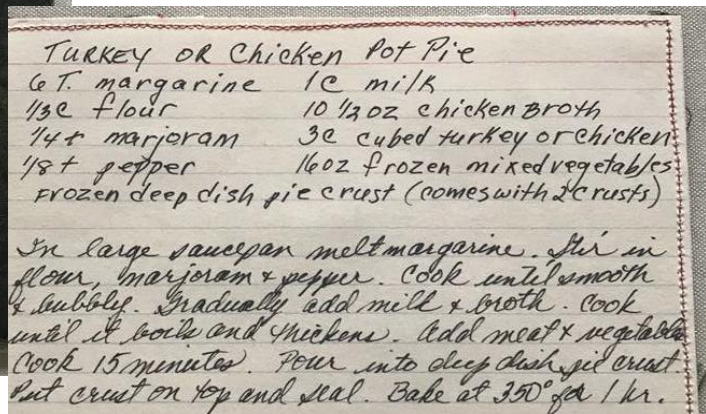 TURKEY OR Chicken Pot Pie
6 T. margarine 1C milk
1/3C flour 10 1/2 oz chicken Broth
1/4 t marjoram 3C cubed turkey or chicken
1/8 t pepper 16oz frozen mixed vegetables
Frozen deep dish pie crust (comes with 2 crusts)
In large saucepan melt margarine. Stir in
flour, marjoram & pepper. Cook until smooth
& bubbly. Gradually add milk & broth. Cook
until it boils and thickens. Add meat & vegetables
Cook 15 minutes. Pour into deep dish pie crust.
Put crust on top and seal. Bake at 350° for 1 hr.